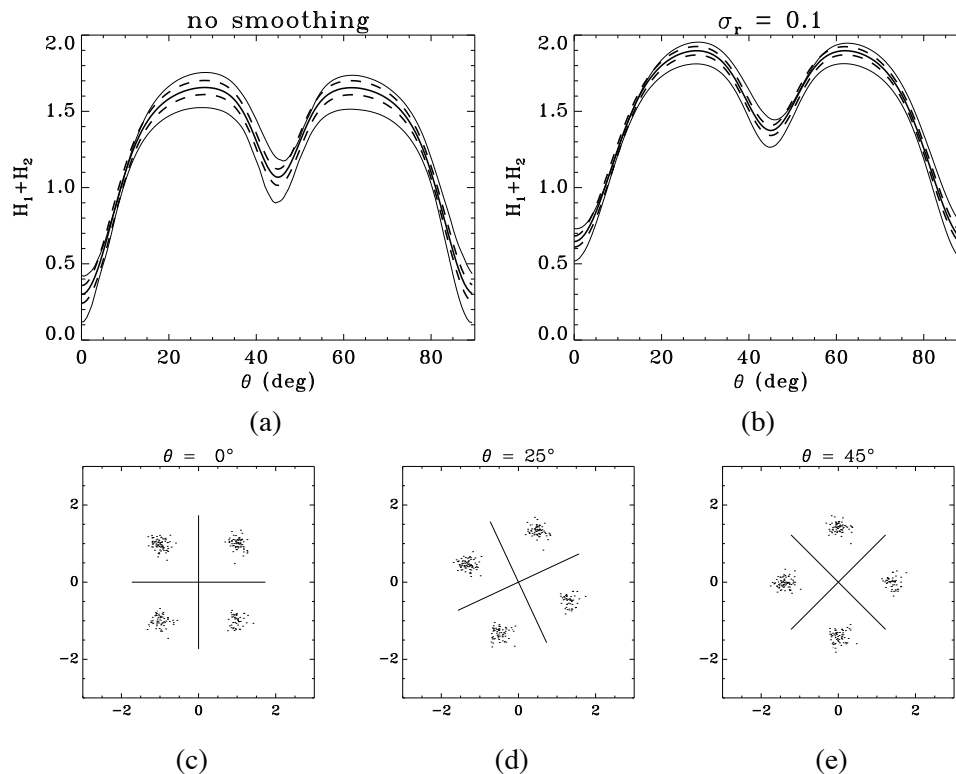 no smoothing
σr = 0.1
2.0
1.5
1.0
0.5
0.0
H1+H2
0
20
40
60
80
θ (deg)
2.0
1.5
1.0
0.5
0.0
H1+H2
0
20
40
60
80
θ (deg)
(a)
(b)
θ = 0°
θ = 25°
θ = 45°
2
0
−2
−2
0
2
2
0
−2
−2
0
2
2
0
−2
−2
0
2
(c)
(d)
(e)